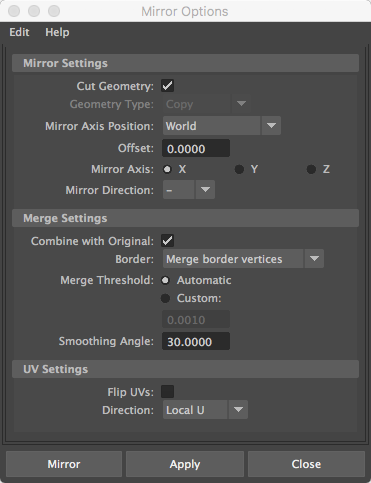 Mirror Options
Edit Help
Mirror Settings
Cut Geometry:
Geometry Type: Copy
Mirror Axis Position: World
Offset: 0.0000
Mirror Axis: X Y Z
Mirror Direction: –
Merge Settings
Combine with Original:
Border: Merge border vertices
Merge Threshold: Automatic
Custom:
0.0010
Smoothing Angle: 30.0000
UV Settings
Flip UVs:
Direction: Local U
Mirror Apply Close